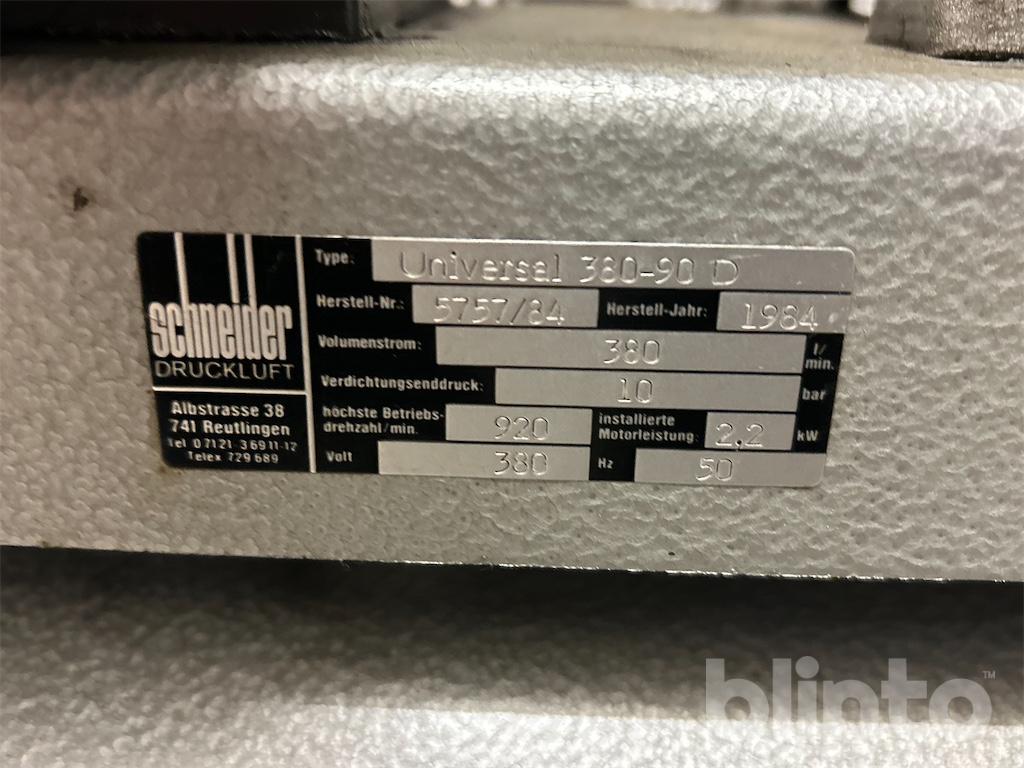 schneider
DRUCKLUFT
Albstrasse 38
741 Reutlingen
Tel 07121-36911-12
Telex 729 689
Type: Universal 380-90 D
Herstell-Nr.: 5757/84 Herstell-Jahr: 1984
Volumenstrom: 380 l/min.
Verdichtungsenddruck: 10 bar
höchste Betriebs-
drehzahl/min. 920 installierte
Motorleistung: 2,2 kW
Volt 380 Hz 50
blinto™